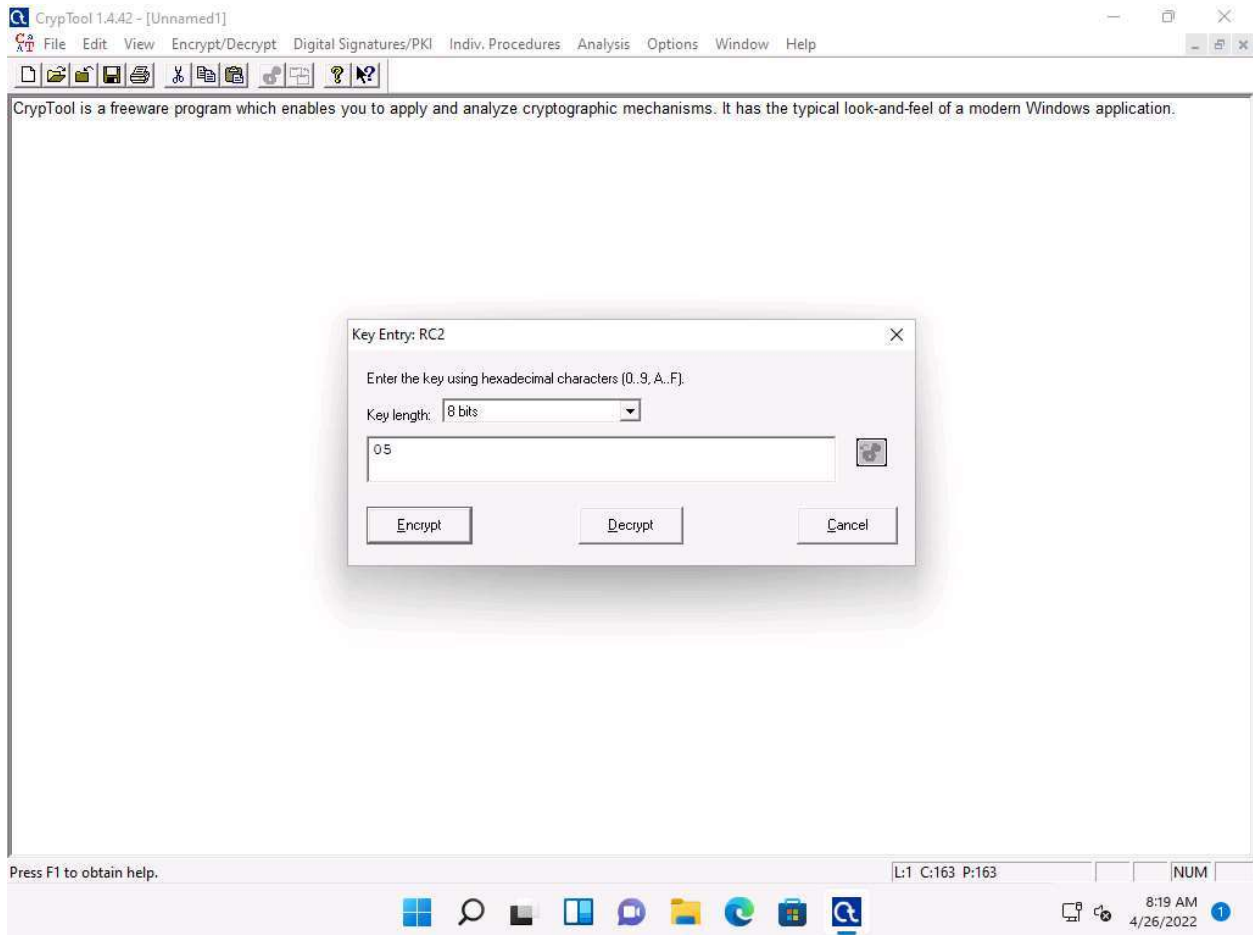 CrypTool 1.4.42 - [Unnamed1]
File Edit View Encrypt/Decrypt Digital Signatures/PKI Indiv. Procedures Analysis Options Window Help
CrypTool is a freeware program which enables you to apply and analyze cryptographic mechanisms. It has the typical look-and-feel of a modern Windows application.
Key Entry: RC2
Enter the key using hexadecimal characters (0..9, A..F).
Key length: 8 bits
05
Encrypt Decrypt Cancel
Press F1 to obtain help. L:1 C:163 P:163 NUM
8:19 AM
4/26/2022 1